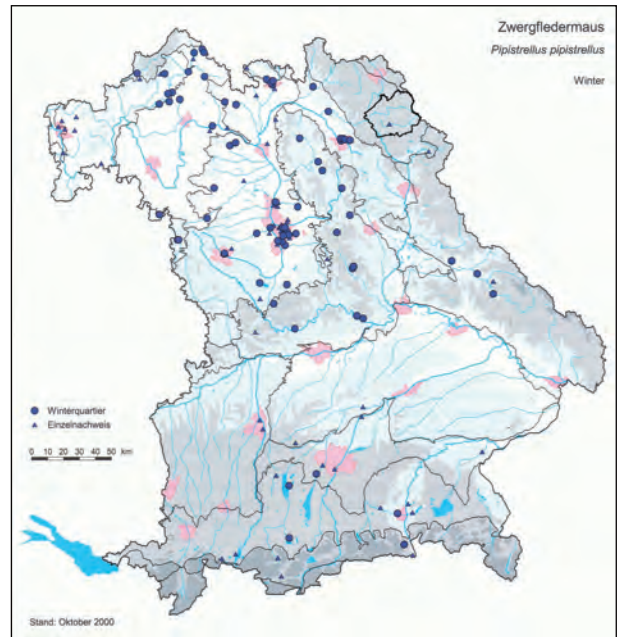 Zwergfledermaus
Pipistrellus pipistrellus
Winter
Winterquartier
Einzelnachweis
0 10 20 30 40 50 km
Stand: Oktober 2000